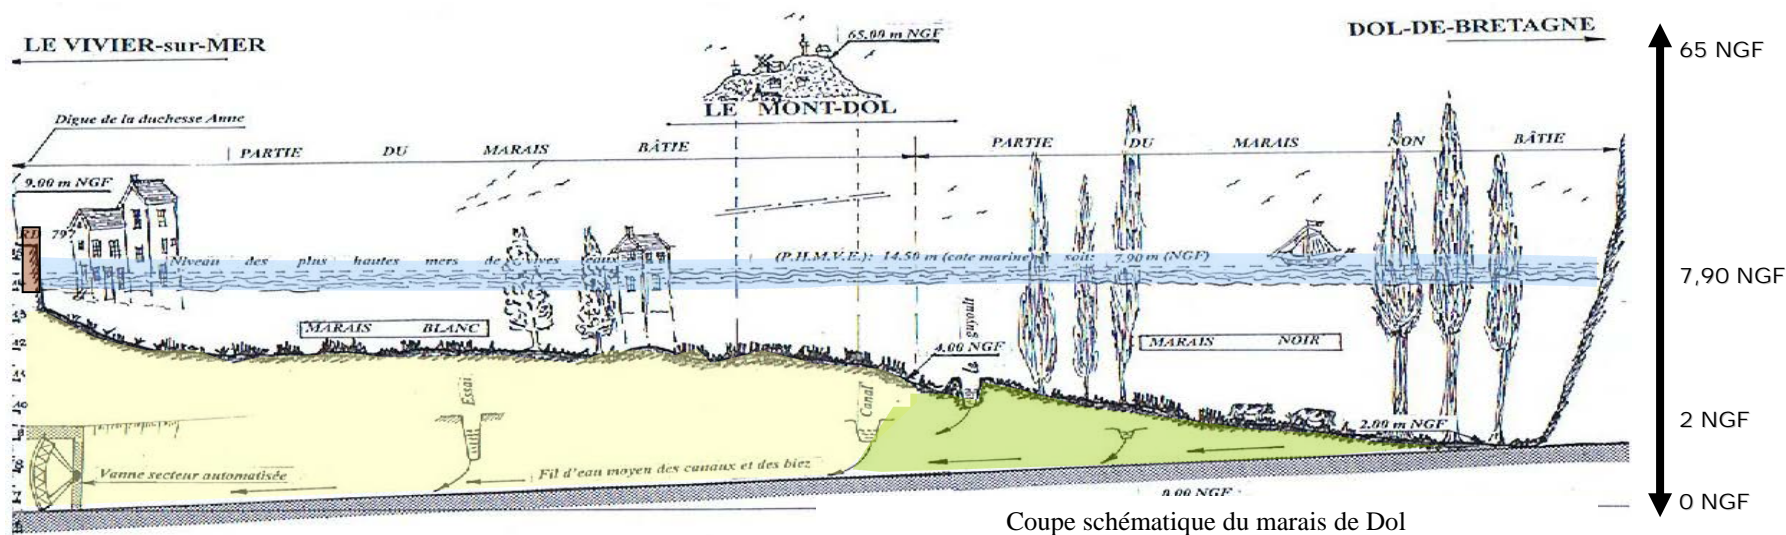 LE VIVIER-sur-MER
65.00 m NGF
DOL-DE-BRETAGNE
65 NGF
LE MONT-DOL
Digue de la duchesse Anne
PARTIE DU MARAIS BÂTIE
PARTIE DU MARAIS NON BÂTIE
9.00 m NGF
797
Niveau des plus hautes mers de vives eaux (P.H.M.V.E.): 14.50 m (cote marine) soit: 7.90 m (NGF)
7,90 NGF
MARAIS BLANC
La guyoult
MARAIS NOIR
4.00 NGF
Essai
Canal
2.00 m NGF
2 NGF
Vanne secteur automatisée
Fil d'eau moyen des canaux et des biez
0.00 NGF
0 NGF
Coupe schématique du marais de Dol